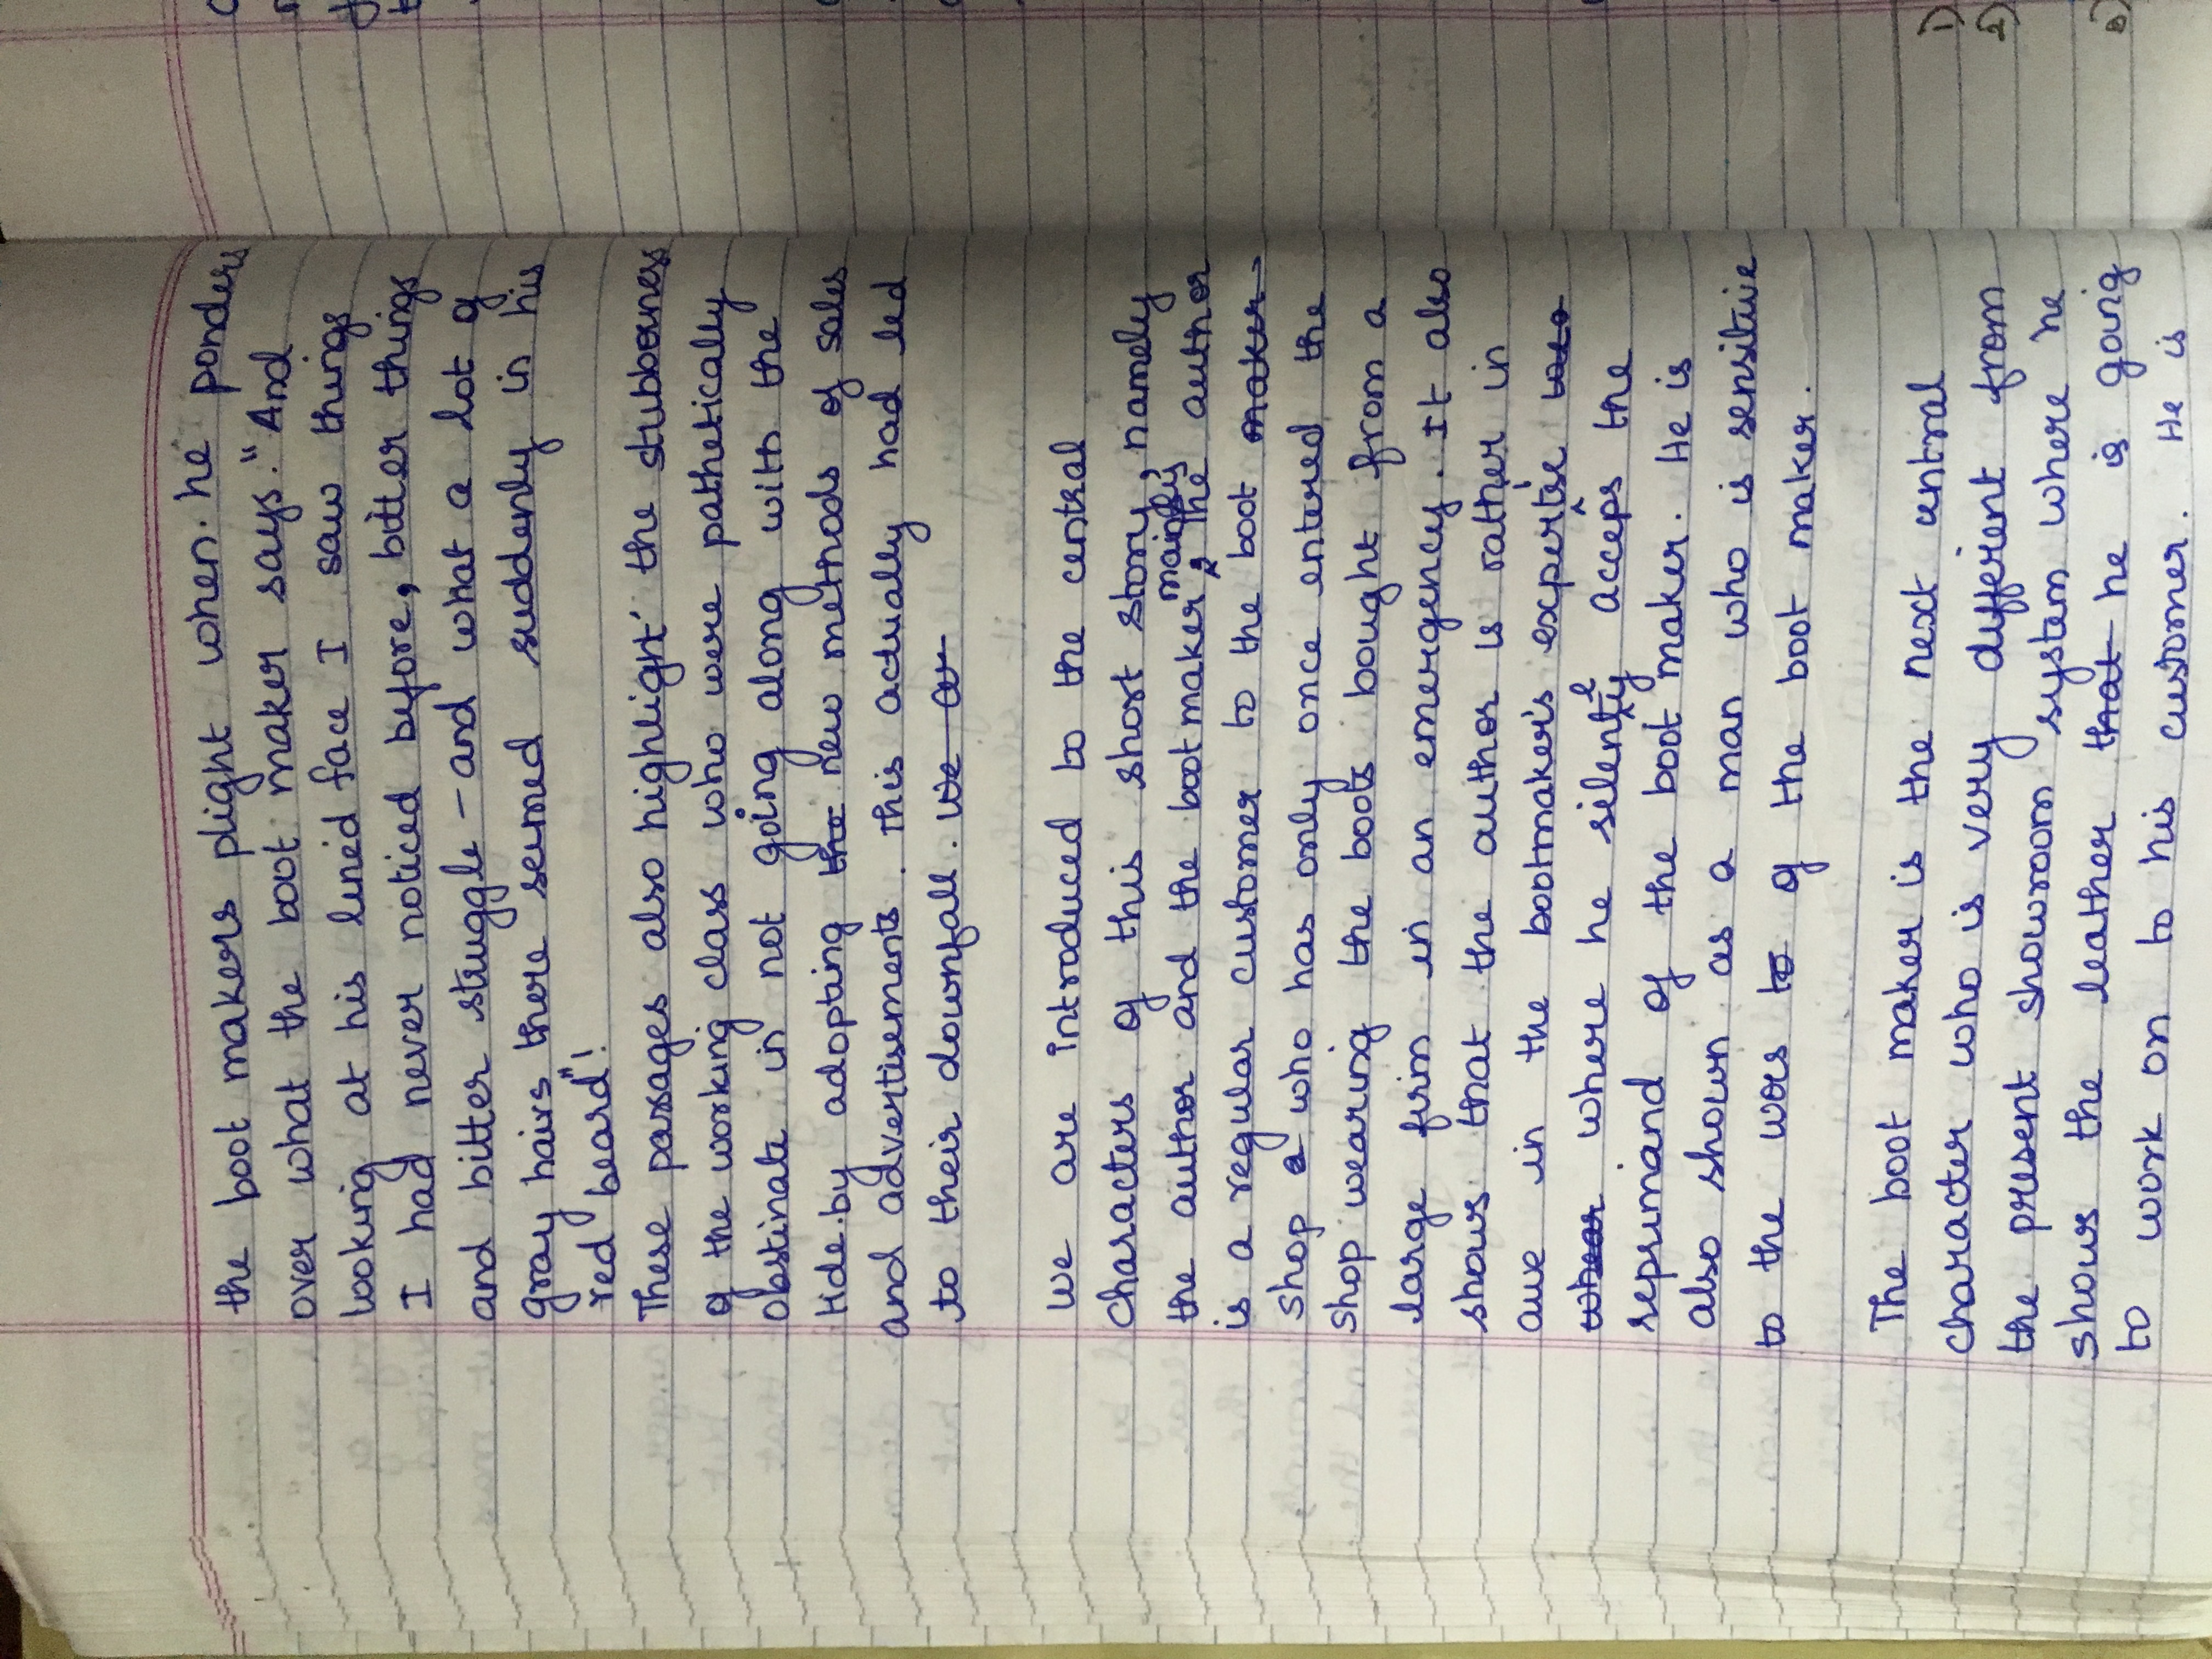 the boot makers plight when he ponders
over what the boot maker says. "And
looking at his lined face I saw things
I had never noticed before, bitter things
and bitter struggle - and what a lot of
gray hairs there seemed suddenly in his
red beard"!
These passages also highlight the stubborness
of the working class who were pathetically
obstinate in not going along with the
tide by adopting the new methods of sales
and advertisements. This actually had led
to their downfall. We ar
We are introduced to the central
characters of this short story, namely
the author and the bootmaker, mainly The author
is a regular customer to the boot maker
shop a who has only once entered the
shop wearing the boots bought from a
large firm in an emergency. It also
shows that the author is rather in
awe in the bootmaker's expertise
where he silently acceps the
reprimand of the boot maker. He is
also shown as a man who is sensitive
to the woes to of the boot maker.
The boot maker is the next central
character who is very different from
the present showroom system where he
shows the leather that he is going
to work on to his customer. He is
1)
2)
3)